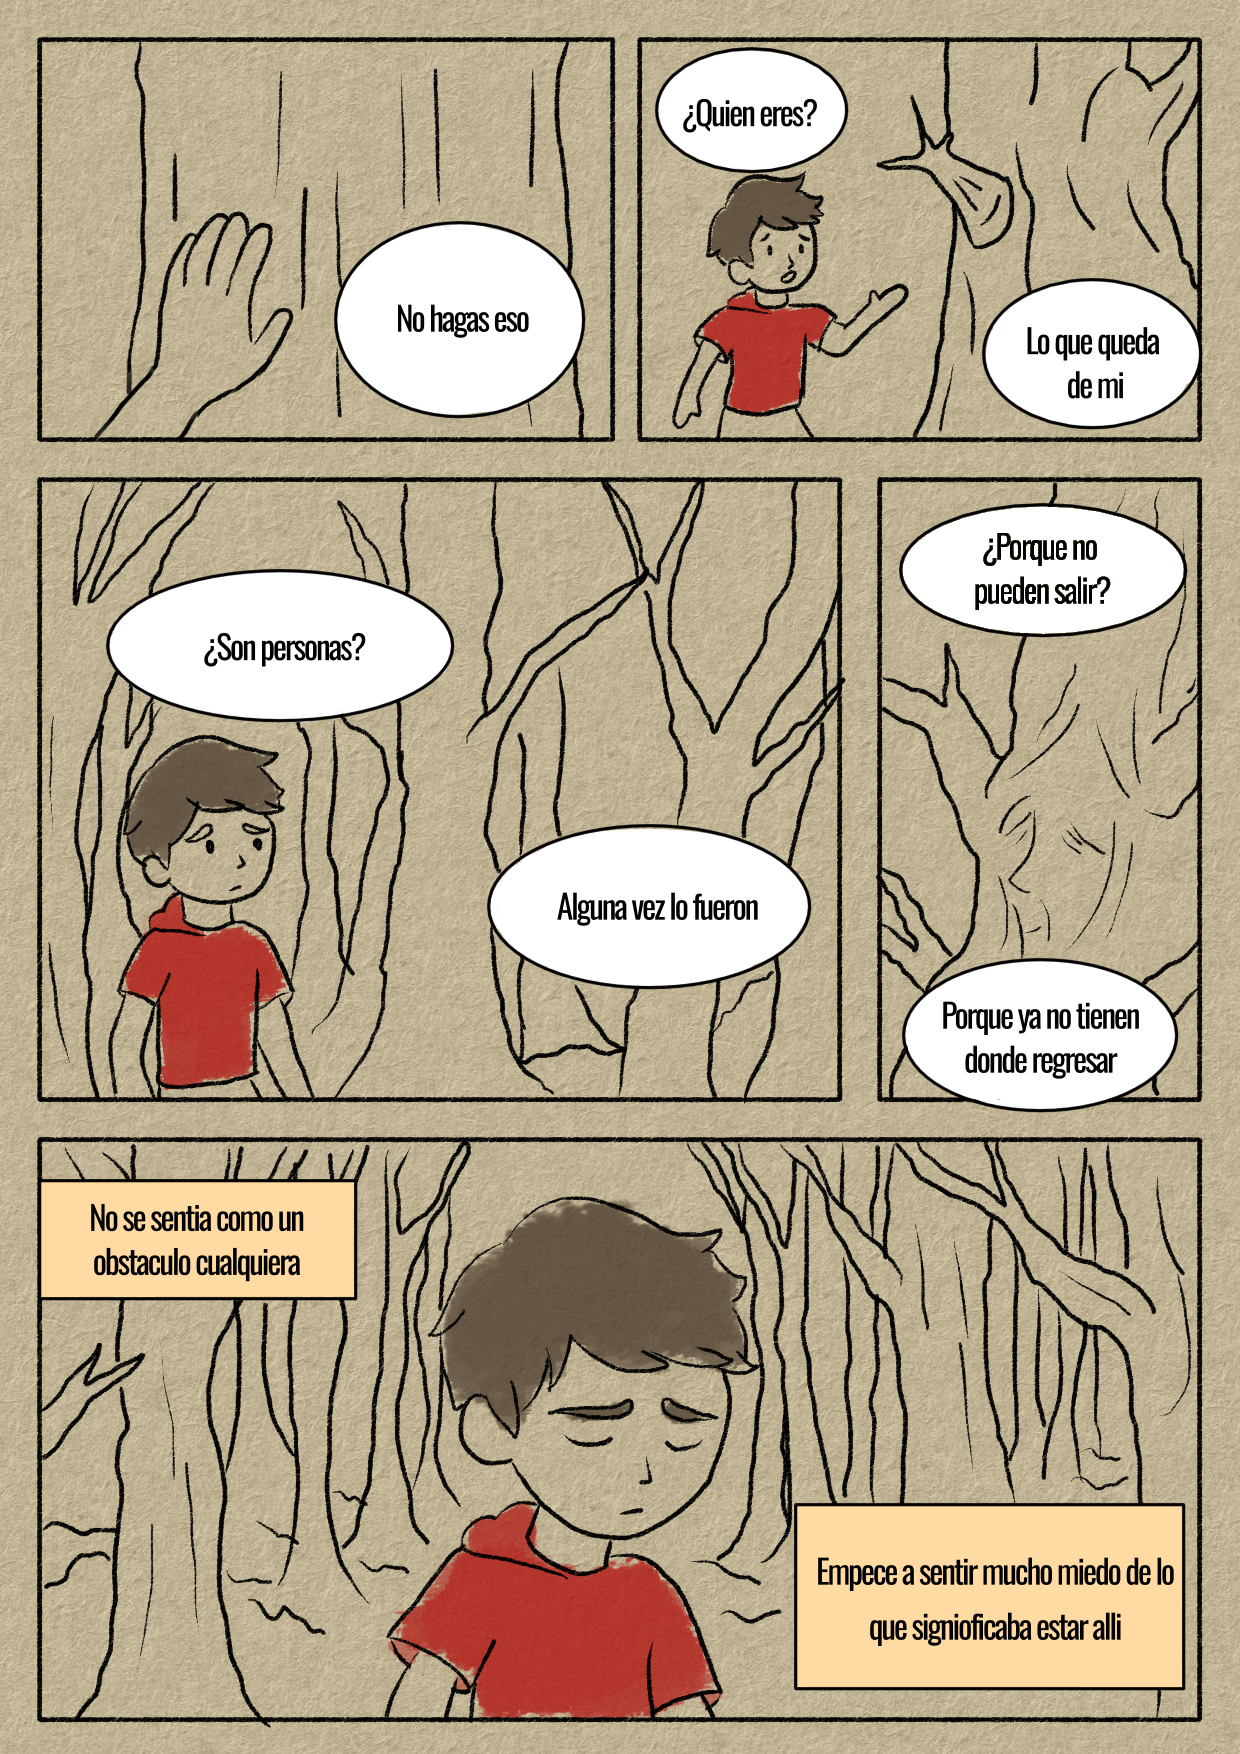 No hagas eso
¿Quien eres?
Lo que queda
de mi
¿Son personas?
Alguna vez lo fueron
¿Porque no
pueden salir?
Porque ya no tienen
donde regresar
No se sentia como un
obstaculo cualquiera
Empece a sentir mucho miedo de lo
que signioficaba estar alli